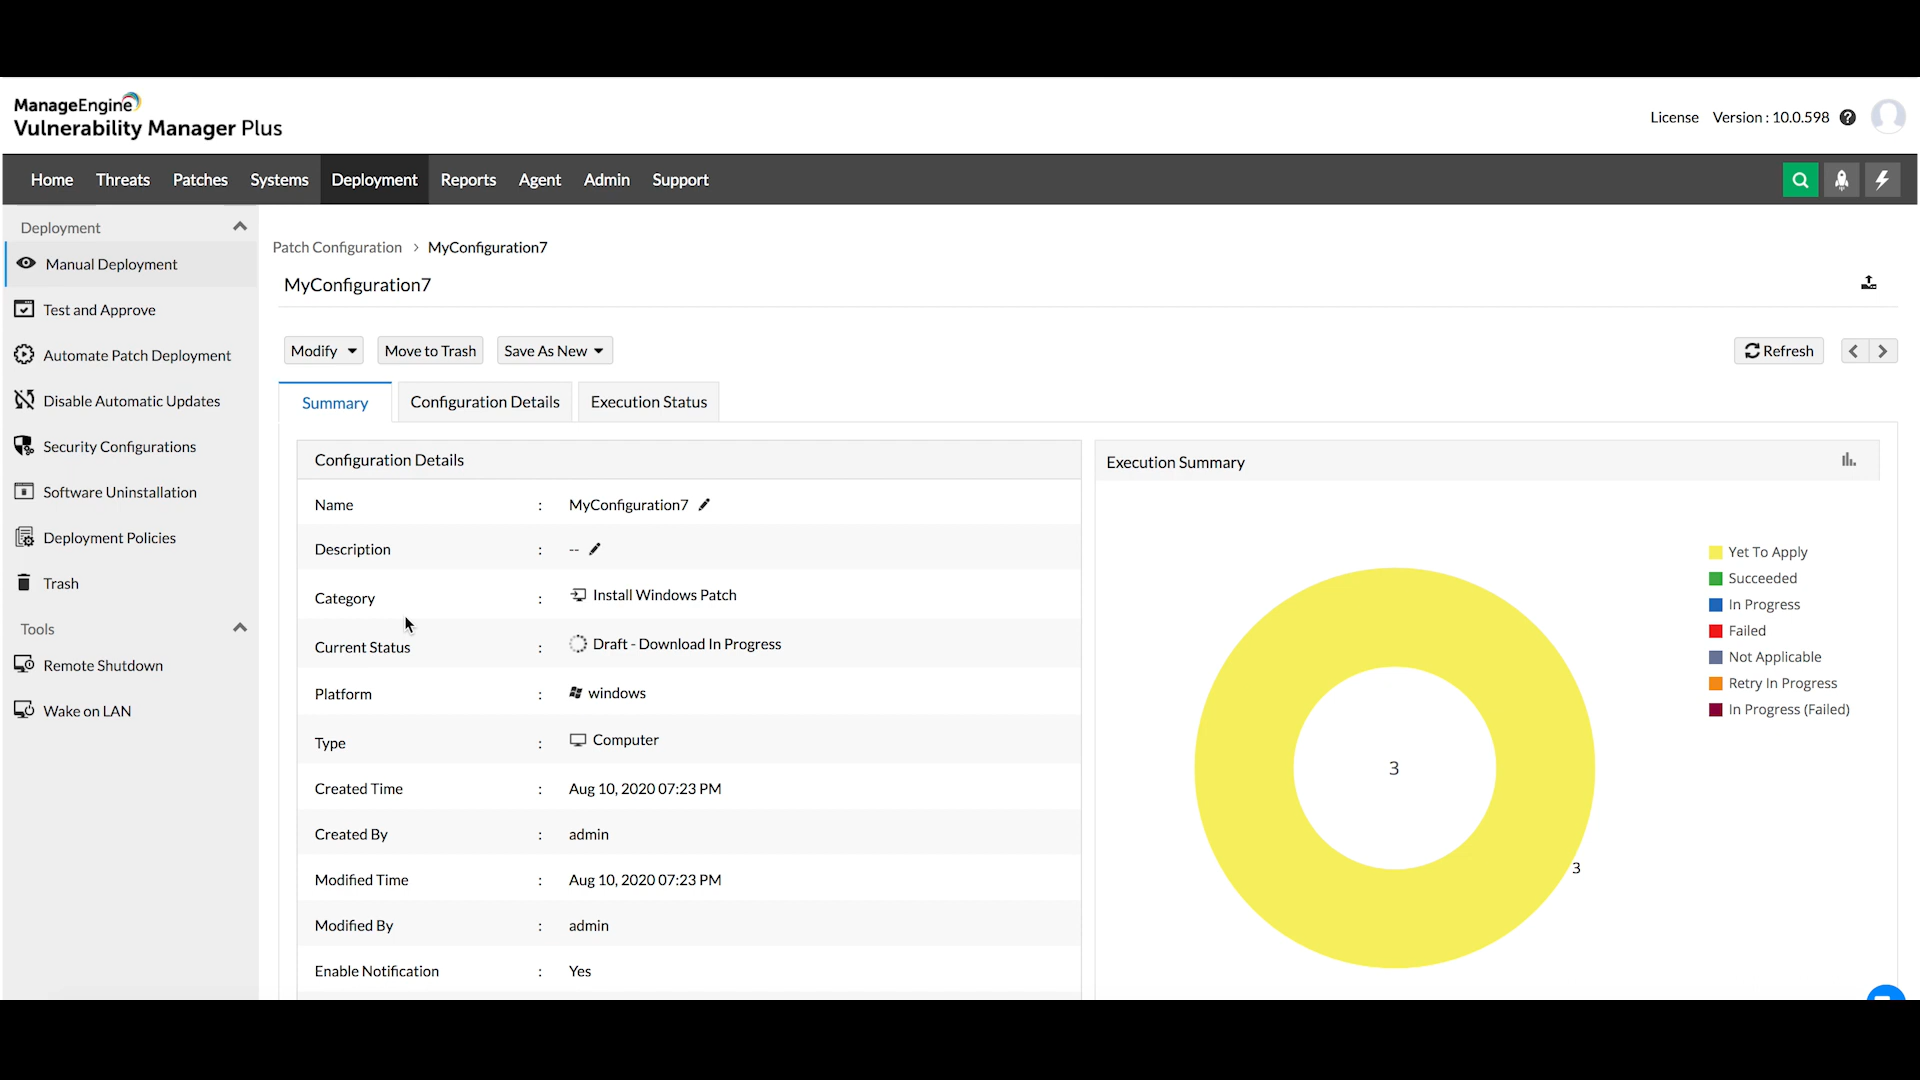 ManageEngine
Vulnerability Manager Plus
License Version : 10.0.598 ?
Home Threats Patches Systems Deployment Reports Agent Admin Support
Deployment
Manual Deployment
Test and Approve
Automate Patch Deployment
Disable Automatic Updates
Security Configurations
Software Uninstallation
Deployment Policies
Trash
Tools
Remote Shutdown
Wake on LAN
Patch Configuration > MyConfiguration7
MyConfiguration7
Modify Move to Trash Save As New Refresh
Summary Configuration Details Execution Status
Configuration Details
Name : MyConfiguration7
Description : --
Category : Install Windows Patch
Current Status : Draft - Download In Progress
Platform : windows
Type : Computer
Created Time : Aug 10, 2020 07:23 PM
Created By : admin
Modified Time : Aug 10, 2020 07:23 PM
Modified By : admin
Enable Notification : Yes
Execution Summary
Yet To Apply
Succeeded
In Progress
Failed
Not Applicable
Retry In Progress
In Progress (Failed)
3
3